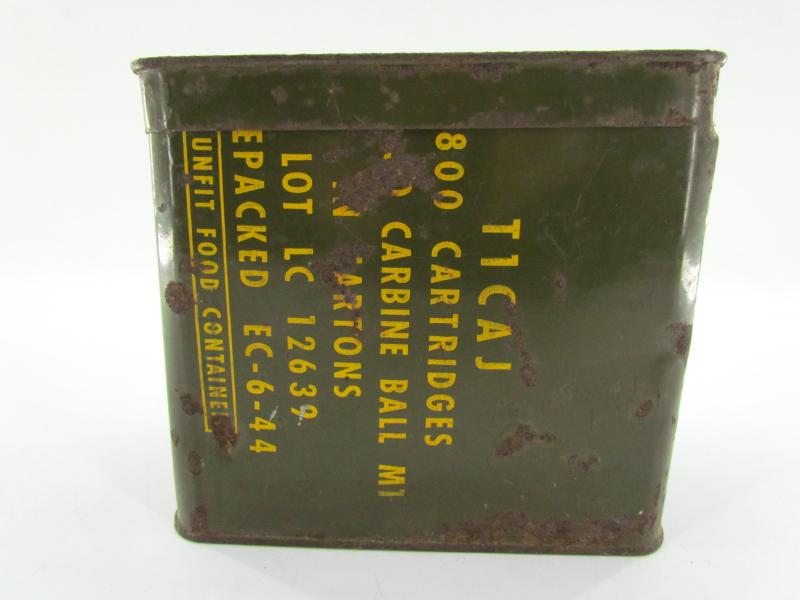 T1CAJ
800 CARTRIDGES
CARBINE BALL M1
ARTONS
LOT LC 12639
EPACKED EC-6-44
UNFIT FOOD CONTAINE